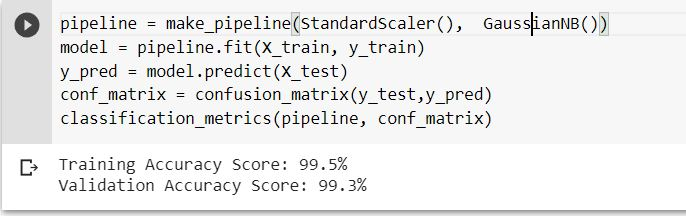 pipeline = make_pipeline(StandardScaler(),  GaussianNB())
model = pipeline.fit(X_train, y_train)
y_pred = model.predict(X_test)
conf_matrix = confusion_matrix(y_test,y_pred)
classification_metrics(pipeline, conf_matrix)
Training Accuracy Score: 99.5%
Validation Accuracy Score: 99.3%